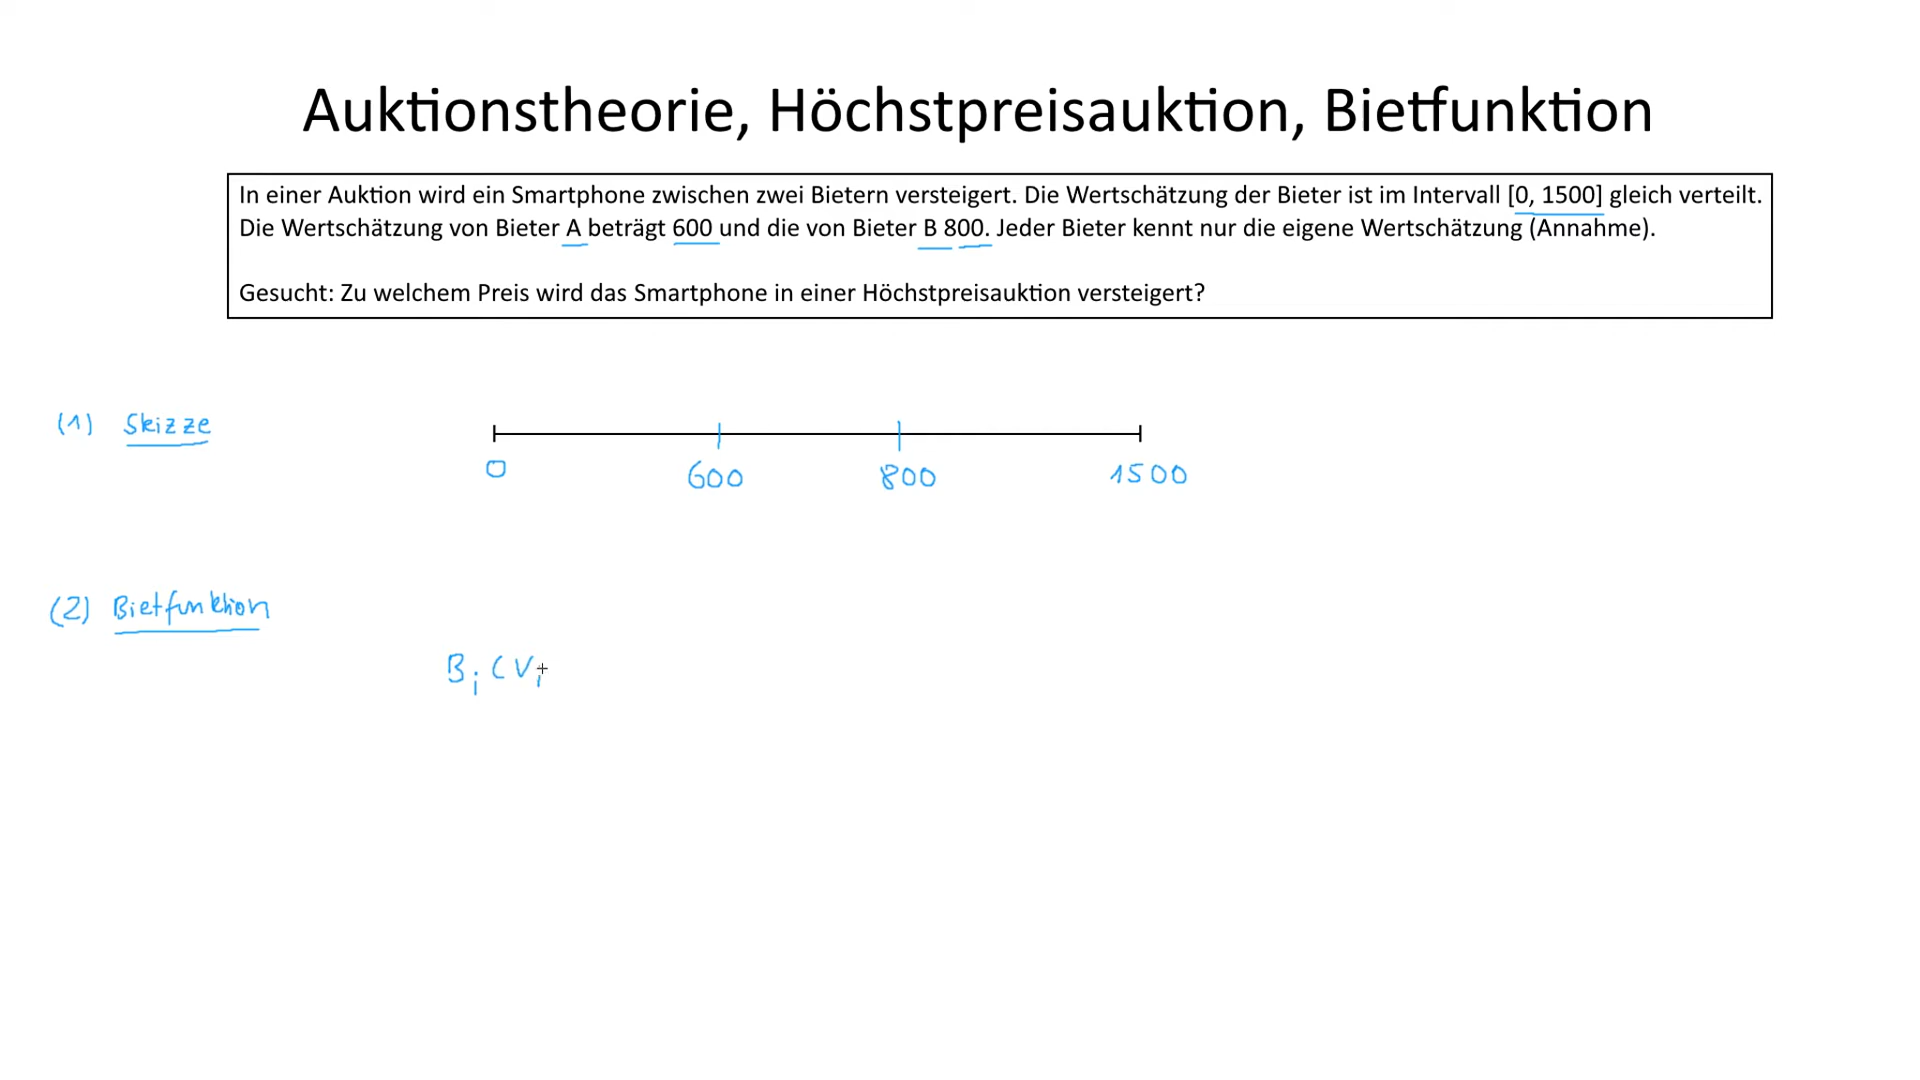 Auktionstheorie, Höchstpreisauktion, Bietfunktion
In einer Auktion wird ein Smartphone zwischen zwei Bietern versteigert. Die Wertschätzung der Bieter ist im Intervall [0, 1500] gleich verteilt.
Die Wertschätzung von Bieter A beträgt 600 und die von Bieter B 800. Jeder Bieter kennt nur die eigene Wertschätzung (Annahme).
Gesucht: Zu welchem Preis wird das Smartphone in einer Höchstpreisauktion versteigert?
(1) Skizze
0 600 800 1500
(2) Bietfunktion
Bi (Vi